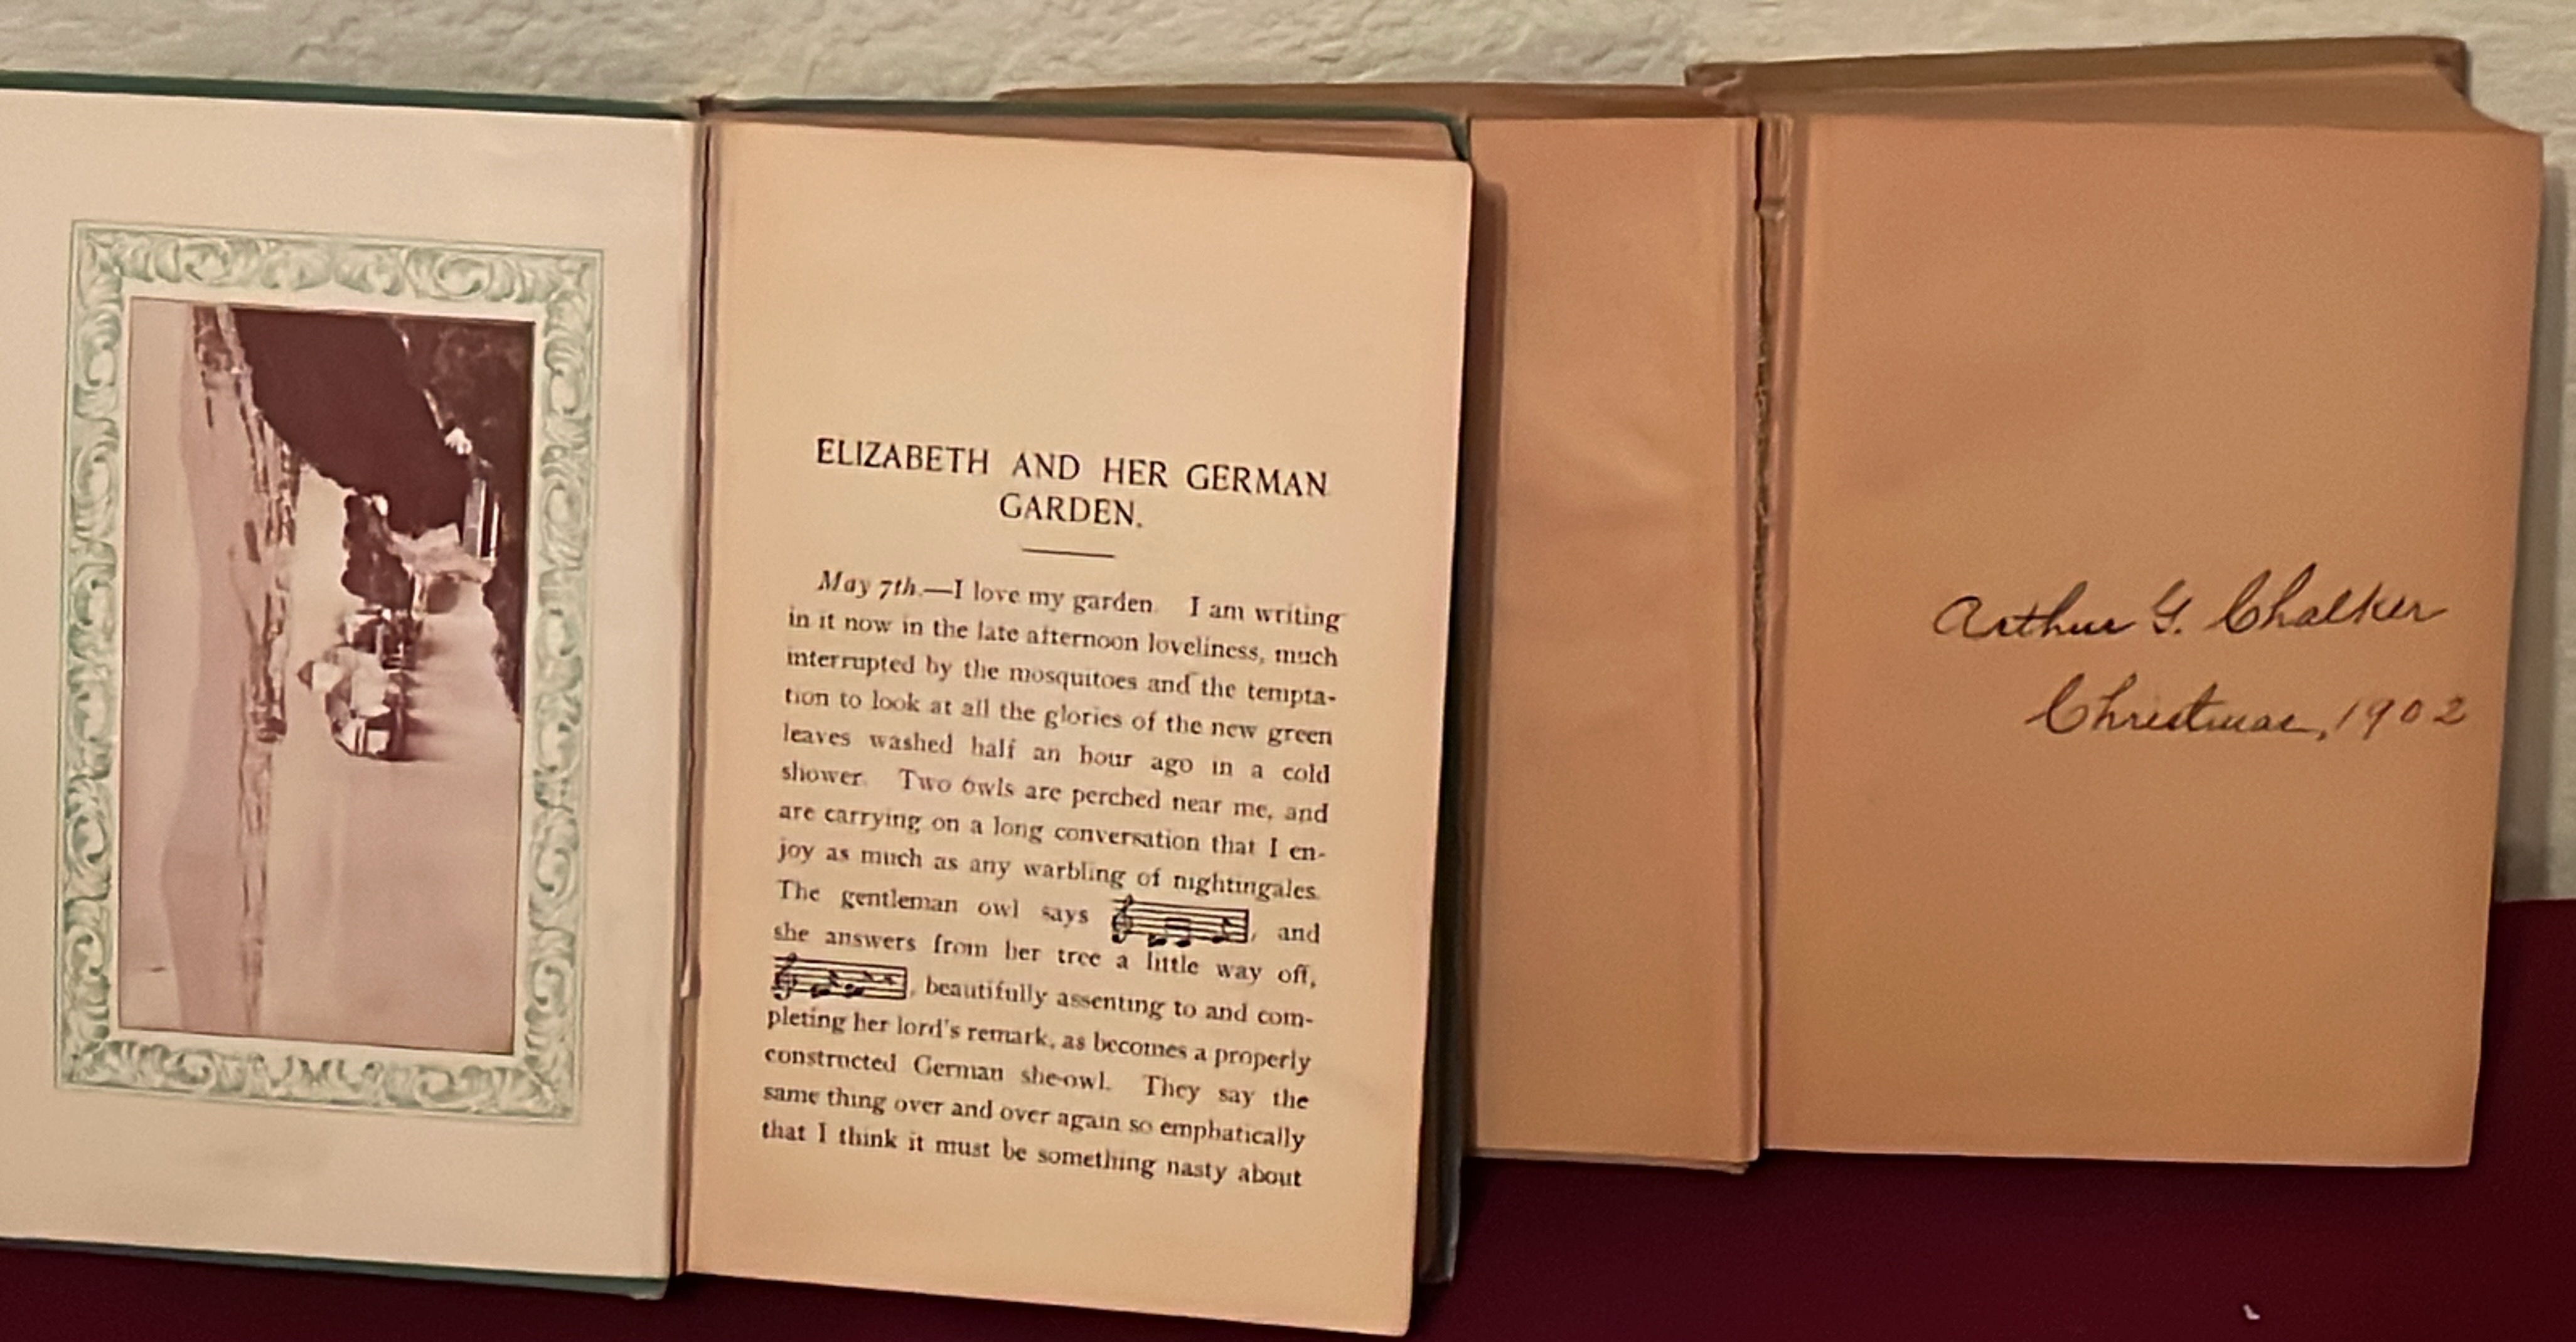 ELIZABETH AND HER GERMAN
GARDEN.
May 7th.—I love my garden. I am writing
in it now in the late afternoon loveliness, much
interrupted by the mosquitoes and the tempta-
tion to look at all the glories of the new green
leaves washed half an hour ago in a cold
shower. Two owls are perched near me, and
are carrying on a long conversation that I en-
joy as much as any warbling of nightingales.
The gentleman owl says , and
she answers from her tree a little way off,
, beautifully assenting to and com-
pleting her lord's remark, as becomes a properly
constructed German she-owl. They say the
same thing over and over again so emphatically
that I think it must be something nasty about
Arthur G. Chalker
Christmas, 1902